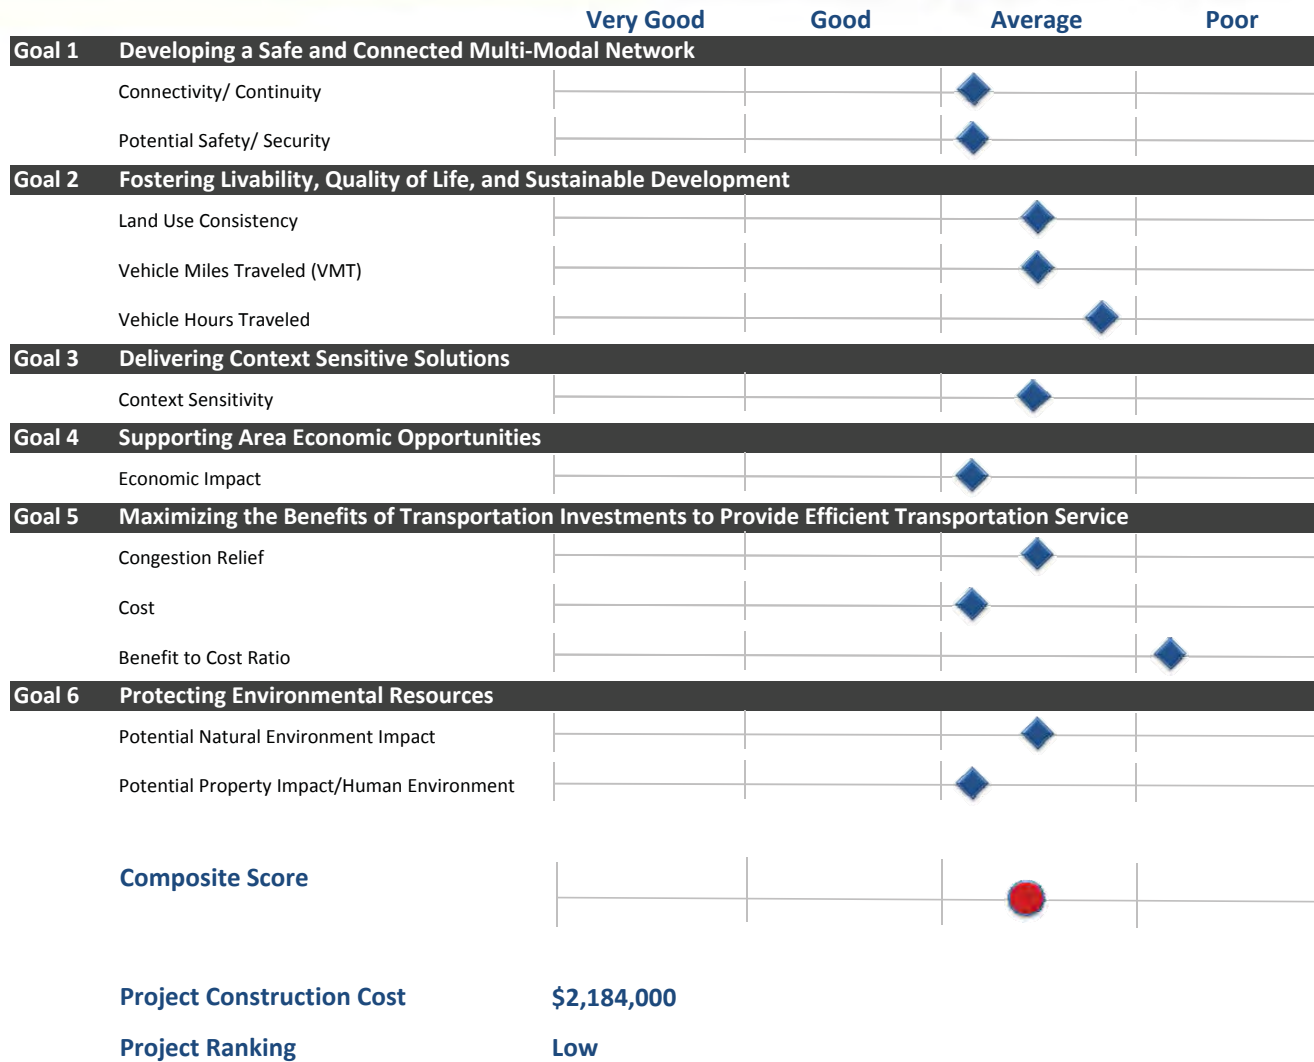 Very Good Good Average Poor
Goal 1 Developing a Safe and Connected Multi-Modal Network
Connectivity/ Continuity
Potential Safety/ Security
Goal 2 Fostering Livability, Quality of Life, and Sustainable Development
Land Use Consistency
Vehicle Miles Traveled (VMT)
Vehicle Hours Traveled
Goal 3 Delivering Context Sensitive Solutions
Context Sensitivity
Goal 4 Supporting Area Economic Opportunities
Economic Impact
Goal 5 Maximizing the Benefits of Transportation Investments to Provide Efficient Transportation Service
Congestion Relief
Cost
Benefit to Cost Ratio
Goal 6 Protecting Environmental Resources
Potential Natural Environment Impact
Potential Property Impact/Human Environment
Composite Score
Project Construction Cost $2,184,000
Project Ranking Low